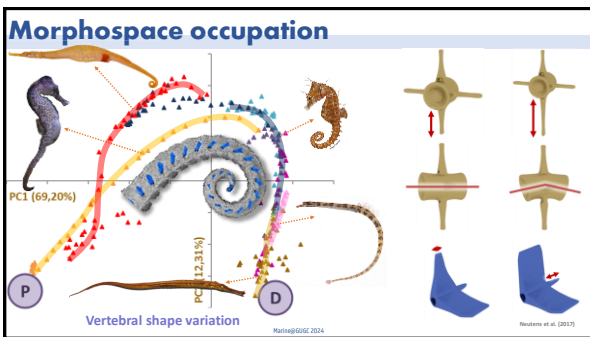 Morphospace occupation
PC1 (69,20%)
PC2 (12,31%)
P
D
Vertebral shape variation
Marine@GUGC 2024
Neutens et al. (2017)